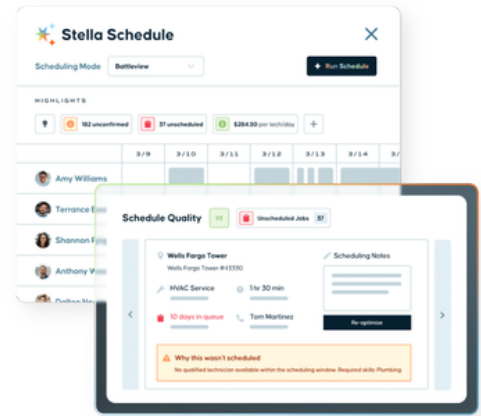 Stella Schedule
Scheduling Mode
Battleview
Run Schedule
HIGHLIGHTS
182 unconfirmed
37 unscheduled
$284.50 per tech/day
3/9 3/10 3/11 3/12 3/13 3/14 3/
Amy Williams
Terrance
Shannon
Anthony
Schedule Quality
Unscheduled Jobs 37
Wells Fargo Tower
Wells Fargo Tower #43330
Scheduling Notes
HVAC Service
1 hr 30 min
10 days in queue
Tom Martinez
Re-optimize
Why this wasn't scheduled
No qualified technician available within the scheduling window. Required skills: Plumbing